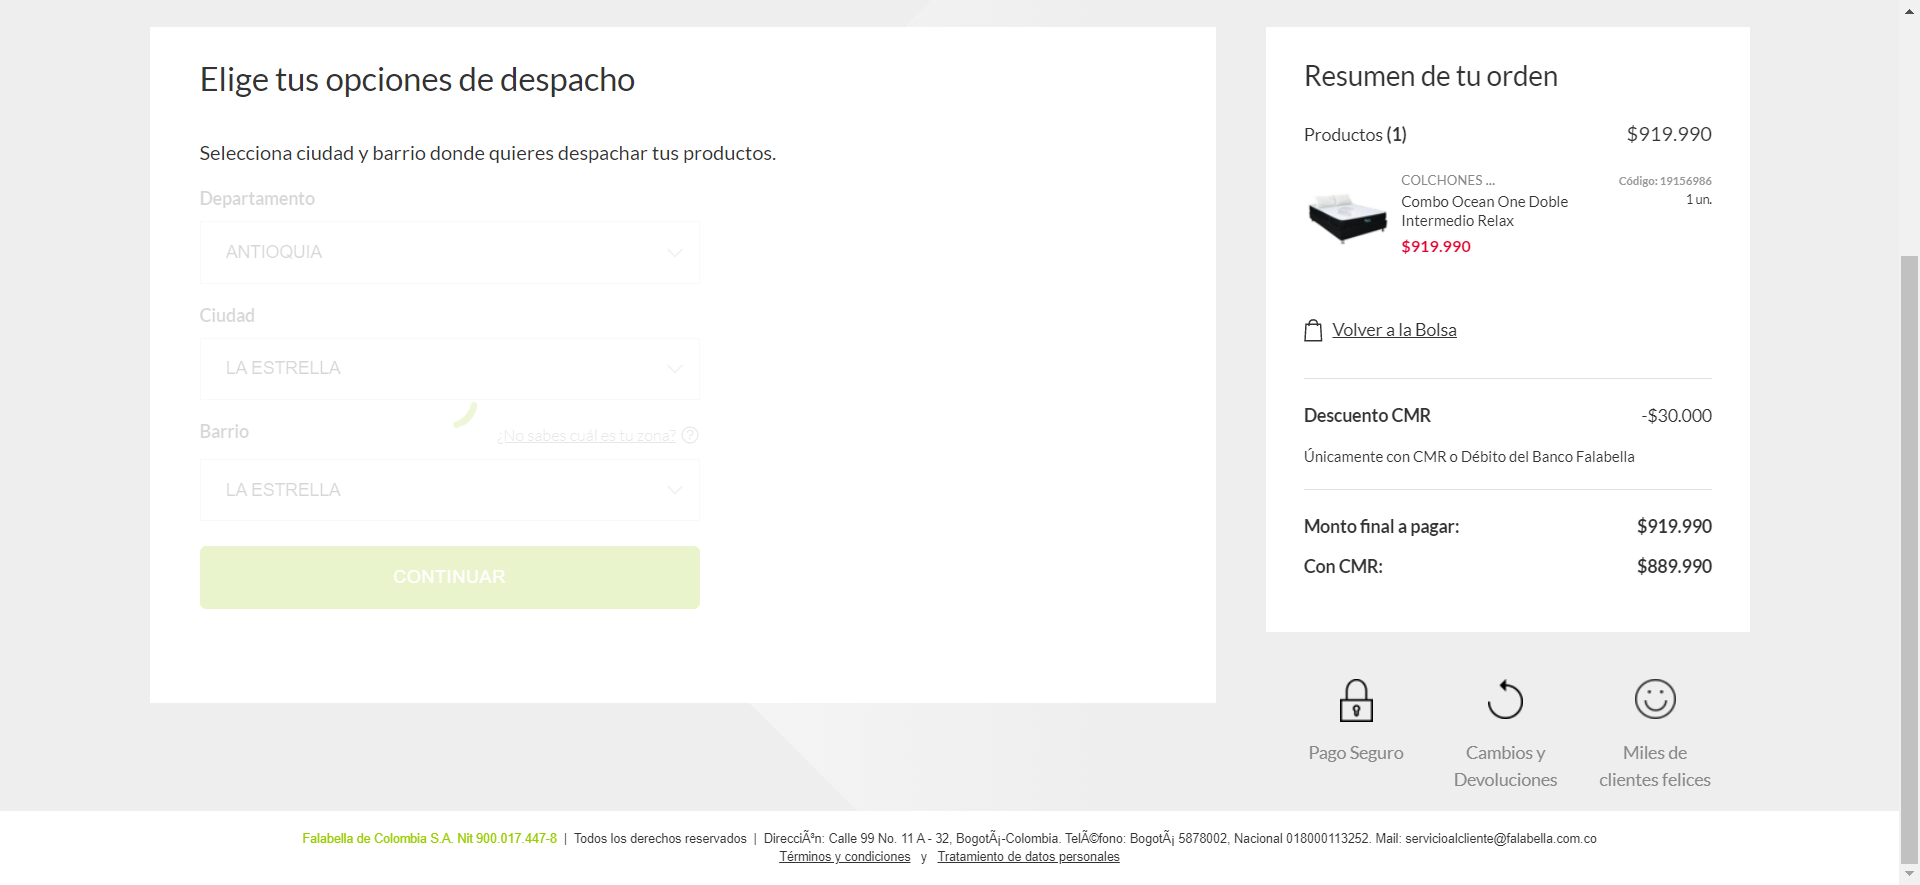 Elige tus opciones de despacho
Selecciona ciudad y barrio donde quieres despachar tus productos.
Departamento
ANTIOQUIA
Ciudad
LA ESTRELLA
Barrio
¿No sabes cuál es tu zona? ?
LA ESTRELLA
CONTINUAR
Resumen de tu orden
Productos (1) $919.990
COLCHONES ... Código: 19156986
Combo Ocean One Doble 1 un.
Intermedio Relax
$919.990
Volver a la Bolsa
Descuento CMR -$30.000
Únicamente con CMR o Débito del Banco Falabella
Monto final a pagar: $919.990
Con CMR: $889.990
Pago Seguro
Cambios y
Devoluciones
Miles de
clientes felices
Falabella de Colombia S.A. Nit 900.017.447-8 | Todos los derechos reservados | DirecciÃ³n: Calle 99 No. 11 A - 32, BogotÃ¡-Colombia. TelÃ©fono: BogotÃ¡ 5878002, Nacional 018000113252. Mail: servicioalcliente@falabella.com.co
Términos y condiciones y Tratamiento de datos personales